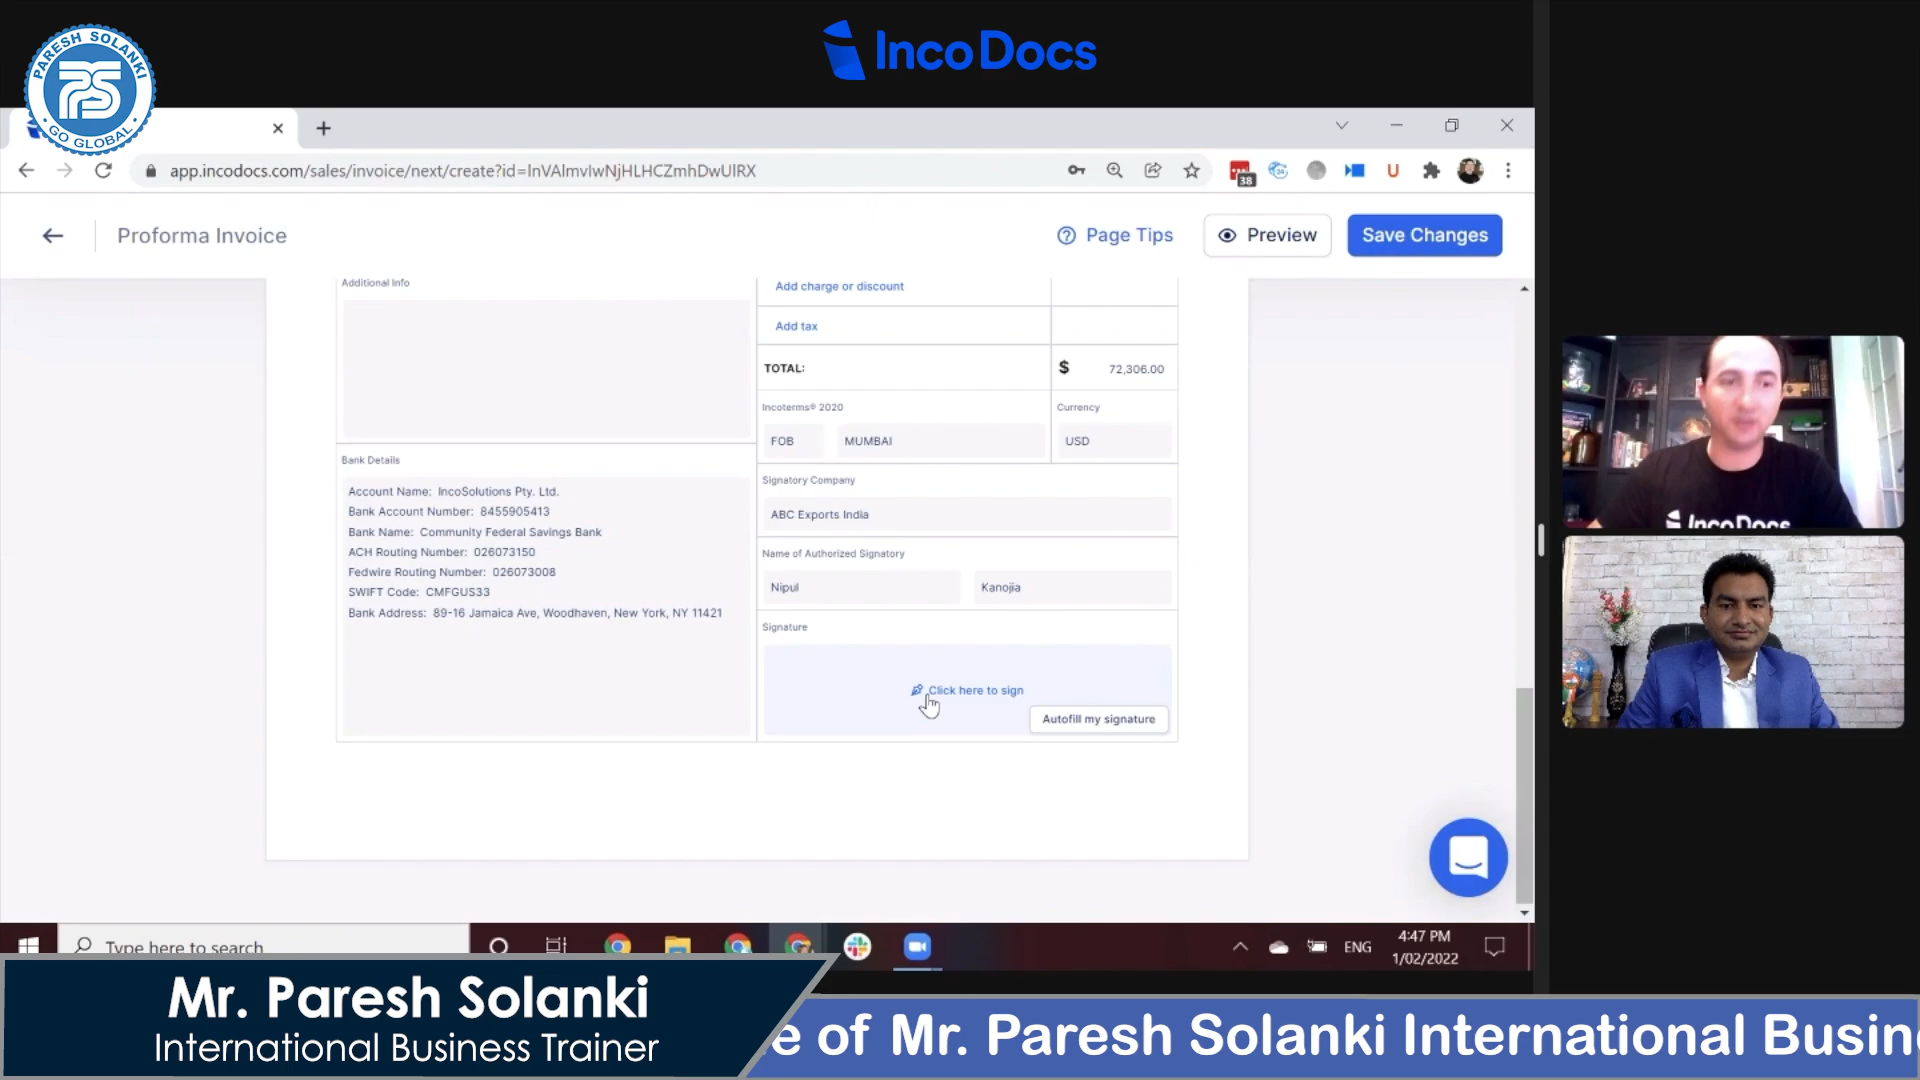 PARESH SOLANKI
PS
GO GLOBAL
IncoDocs
app.incodocs.com/sales/invoice/next/create?id=lnVAlmvIwNjHLHCZmhDwUlRX
38
24
U
Proforma Invoice
Page Tips
Preview
Save Changes
Additional Info
Add charge or discount
Add tax
TOTAL:
$ 72,306.00
Incoterms® 2020
Currency
FOB
MUMBAI
USD
Bank Details
Account Name: IncoSolutions Pty. Ltd.
Bank Account Number: 8455905413
Bank Name: Community Federal Savings Bank
ACH Routing Number: 026073150
Fedwire Routing Number: 026073008
SWIFT Code: CMFGUS33
Bank Address: 89-16 Jamaica Ave, Woodhaven, New York, NY 11421
Signatory Company
ABC Exports India
Name of Authorized Signatory
Nipul
Kanojia
Signature
Click here to sign
Autofill my signature
IncoDocs
Type here to search
ENG
4:47 PM
1/02/2022
Mr. Paresh Solanki
International Business Trainer
e of Mr. Paresh Solanki International Busin